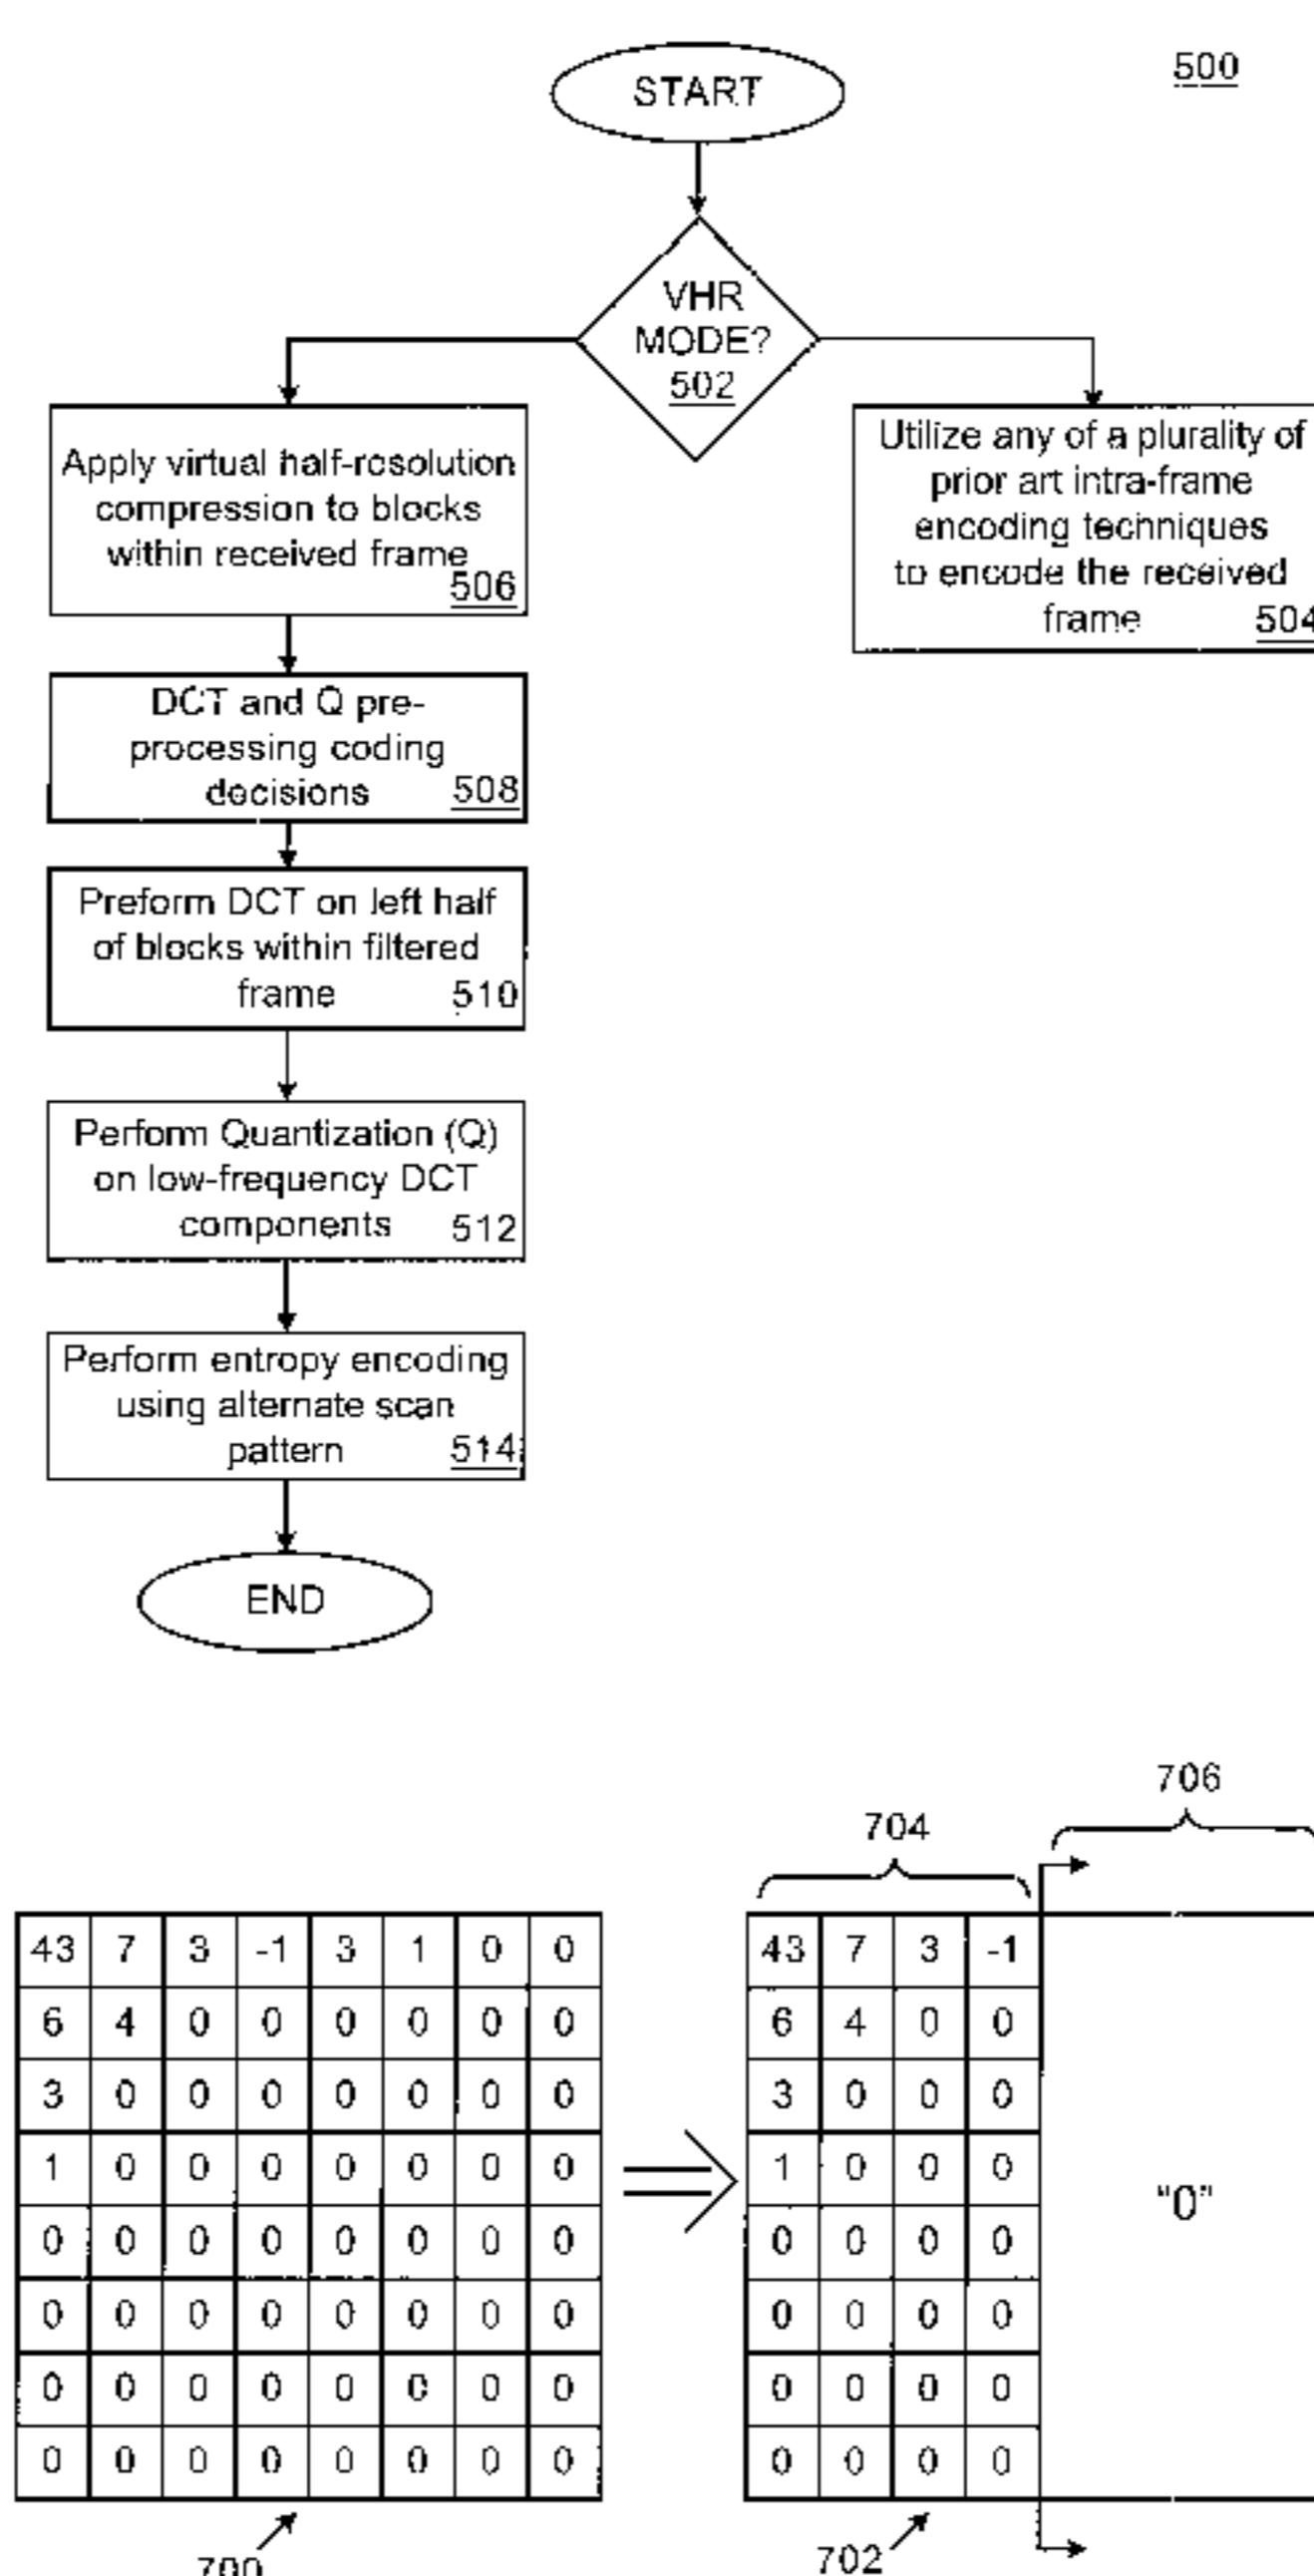 500
START
VHR
MODE?
502
Apply virtual half-resolution
compression to blocks
within received frame
506
Utilize any of a plurality of
prior art intra-frame
encoding techniques
to encode the received
frame 504
DCT and Q pre-
processing coding
decisions 508
Preform DCT on left half
of blocks within filtered
frame 510
Perform Quantization (Q)
on low-frequency DCT
components 512
Perform entropy encoding
using alternate scan
pattern 514
END
706
704
43 7 3 -1 3 1 0 0
6 4 0 0 0 0 0 0
3 0 0 0 0 0 0 0
1 0 0 0 0 0 0 0
0 0 0 0 0 0 0 0
0 0 0 0 0 0 0 0
0 0 0 0 0 0 0 0
0 0 0 0 0 0 0 0
700
43 7 3 -1
6 4 0 0
3 0 0 0
1 0 0 0
0 0 0 0
0 0 0 0
0 0 0 0
0 0 0 0
"0"
702